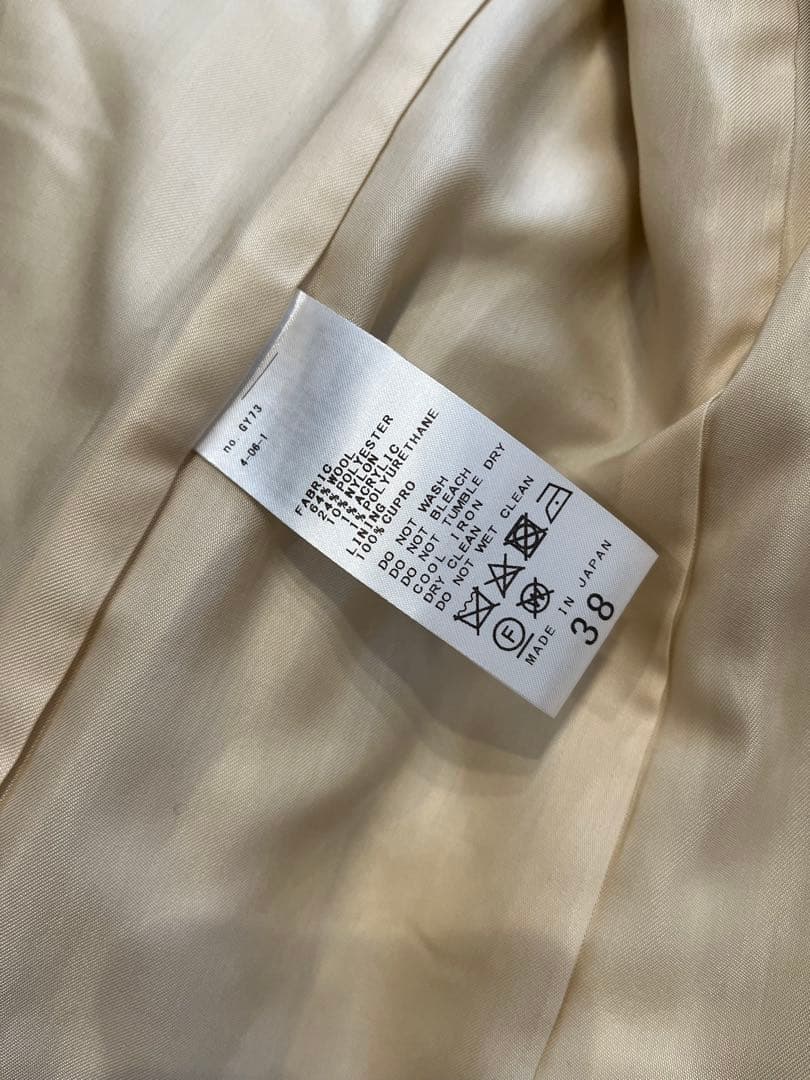 no. GY73
4-06-1
FABRIC
64% WOOL
24% POLYESTER
10% NYLON
1% ACRYLIC
1% POLYURETHANE
LINING
100% CUPRO
DO NOT WASH
DO NOT BLEACH
DO NOT TUMBLE DRY
COOL IRON
DRY CLEAN
DO NOT WET CLEAN
F
W
MADE IN JAPAN
38